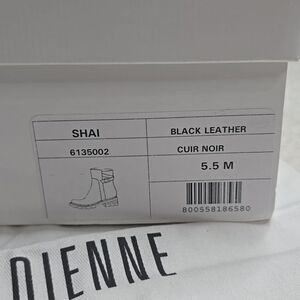 SHAI
BLACK LEATHER
6135002
CUIR NOIR
5.5 M
800558186580
DIENNE